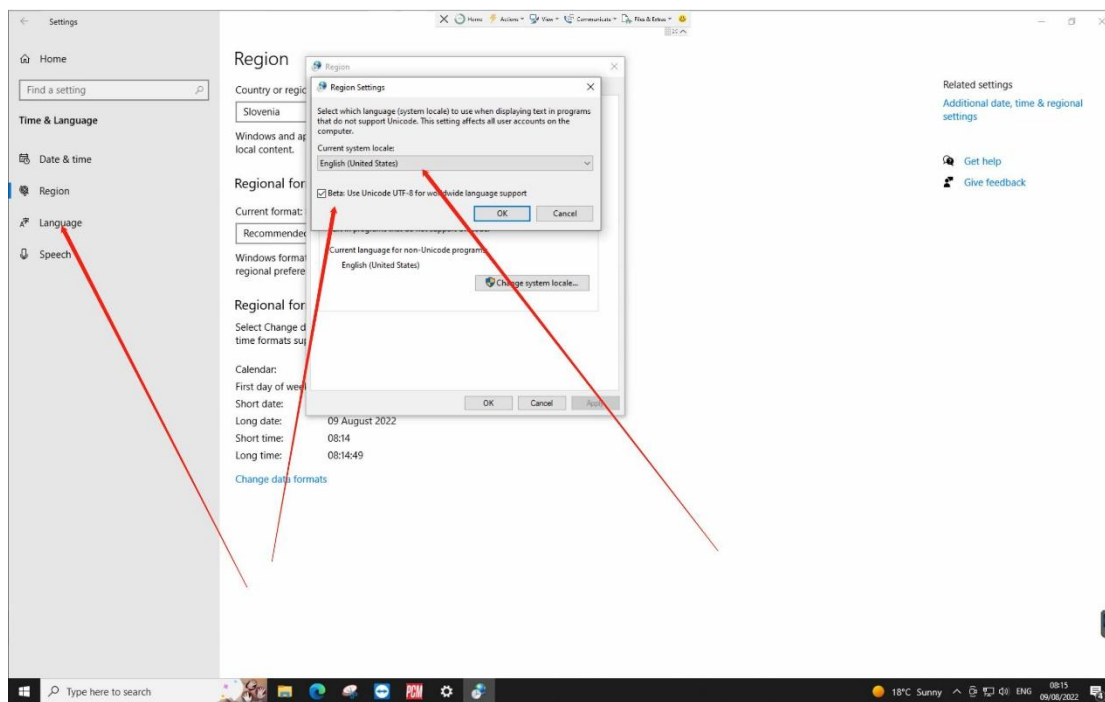 Settings
Home Actions View Communicate Files & Extras
Home
Find a setting
Time & Language
Date & time
Region
Language
Speech
Region
Country or regio
Slovenia
Windows and ap
local content.
Regional for
Current format:
Recommended
Windows format
regional prefere
Regional for
Select Change d
time formats sup
Calendar:
First day of week
Short date:
Long date: 09 August 2022
Short time: 08:14
Long time: 08:14:49
Change data formats
Region
Region Settings
Select which language (system locale) to use when displaying text in programs
that do not support Unicode. This setting affects all user accounts on the
computer.
Current system locale:
English (United States)
Beta: Use Unicode UTF-8 for worldwide language support
OK Cancel
Current language for non-Unicode programs:
English (United States)
Change system locale...
OK Cancel Apply
Related settings
Additional date, time & regional
settings
Get help
Give feedback
Type here to search
PCM
18°C Sunny
ENG
08:15
09/08/2022